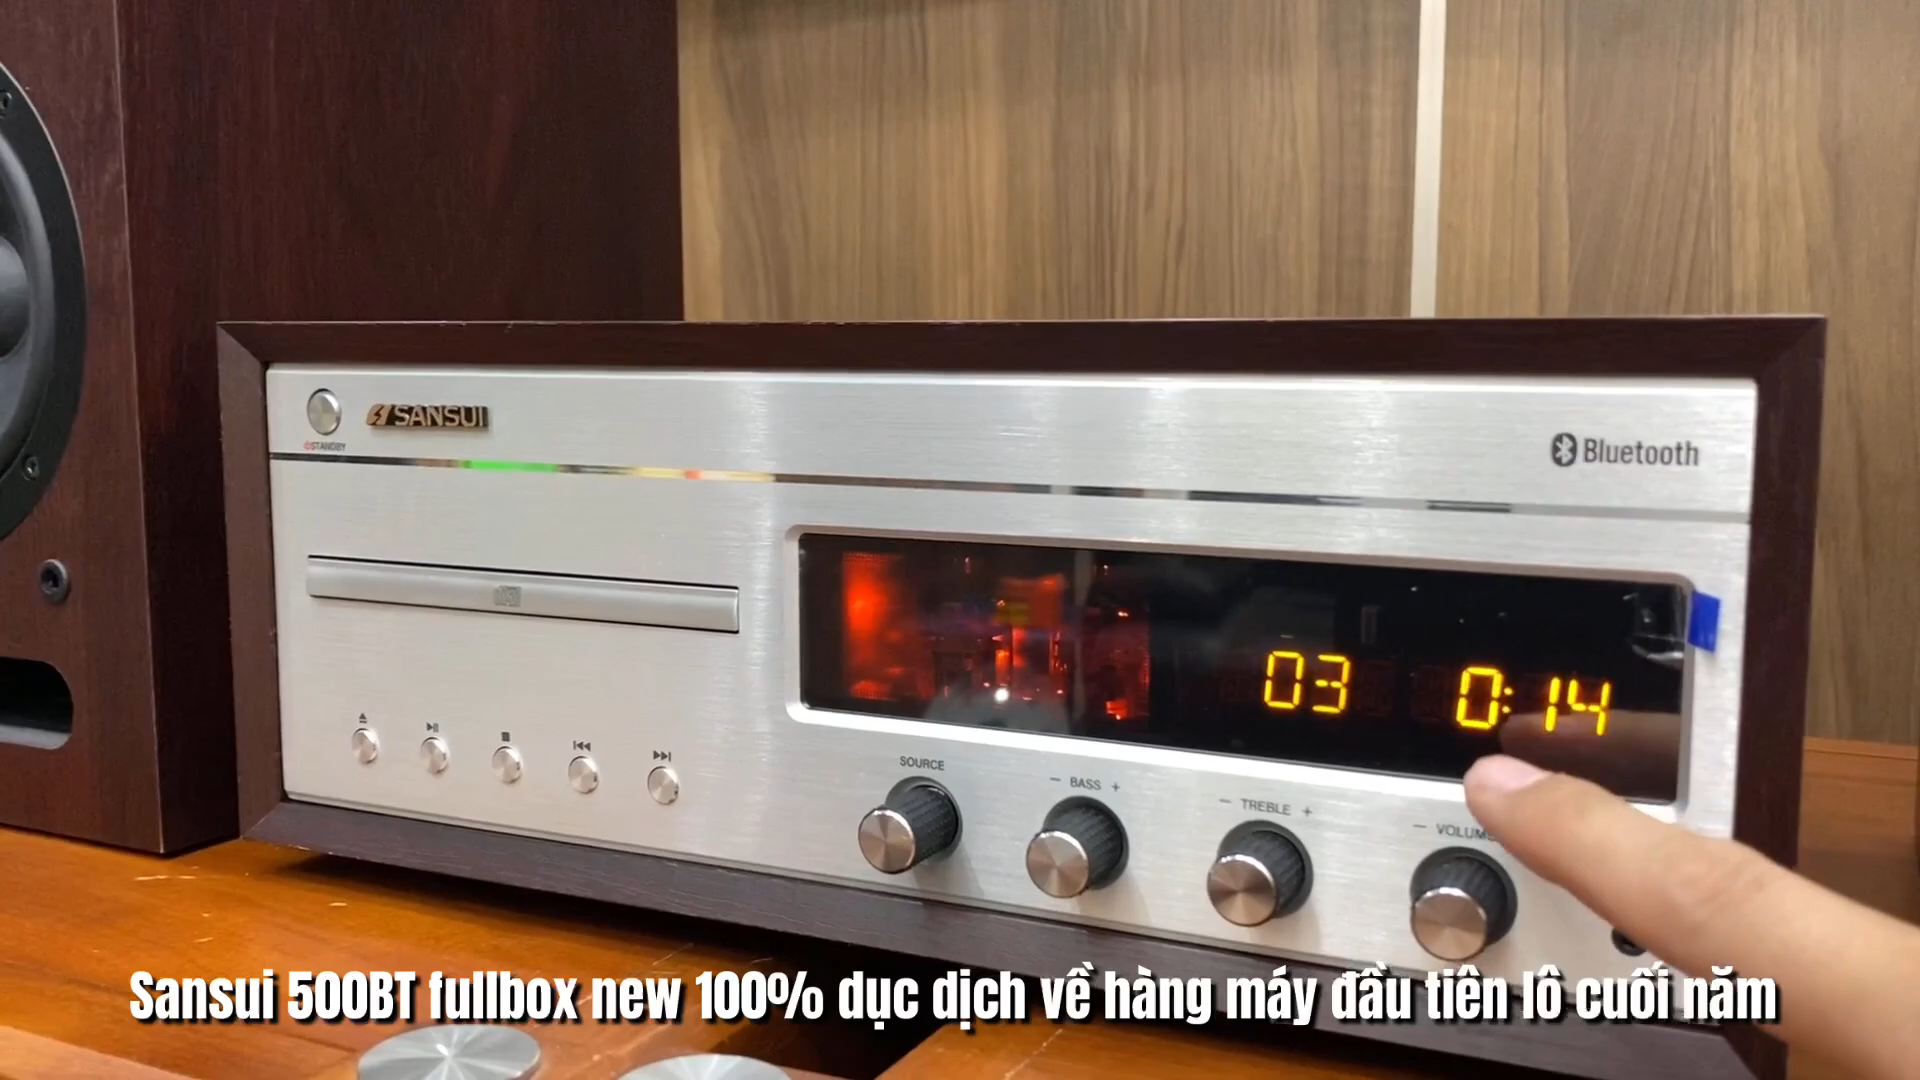 SANSUI
STANDBY
Bluetooth
03 0:14
SOURCE
− BASS +
− TREBLE +
− VOLUM
Sansui 500BT fullbox new 100% dục dịch về hàng máy đầu tiên lô cuối năm